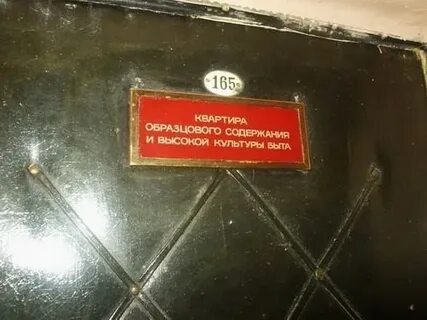 165
КВАРТИРА
ОБРАЗЦОВОГО СОДЕРЖАНИЯ
И ВЫСОКОЙ КУЛЬТУРЫ БЫТА